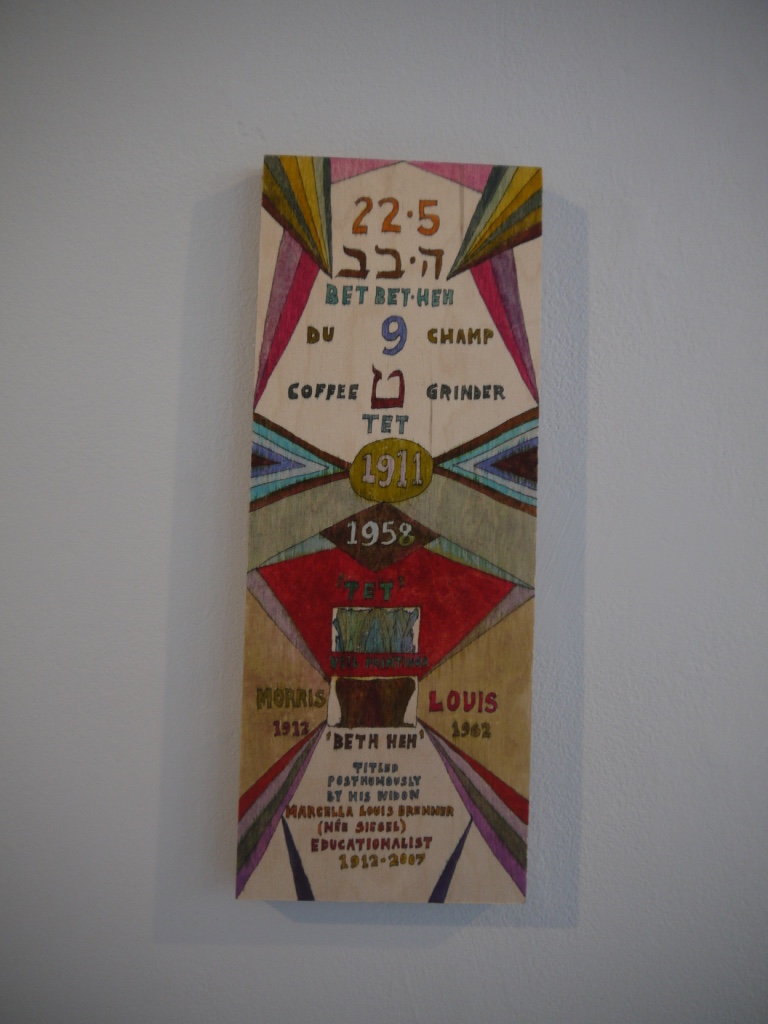 22·5
ה·בב
BET BET·HEH
DU 9 CHAMP
COFFEE ט GRINDER
TET
1911
1958
'TET'
MORRIS LOUIS
1912 1962
'BETH HEH'
TITLED
POSTHUMOUSLY
BY HIS WIDOW
MARCELLA LOUIS BRENNER
(NÉE SIEGEL)
EDUCATIONALIST
1912-2007